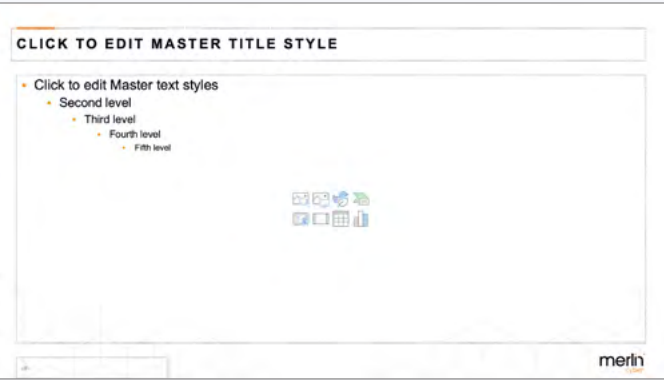 CLICK TO EDIT MASTER TITLE STYLE
• Click to edit Master text styles
• Second level
• Third level
• Fourth level
• Fifth level
merlin
cyber